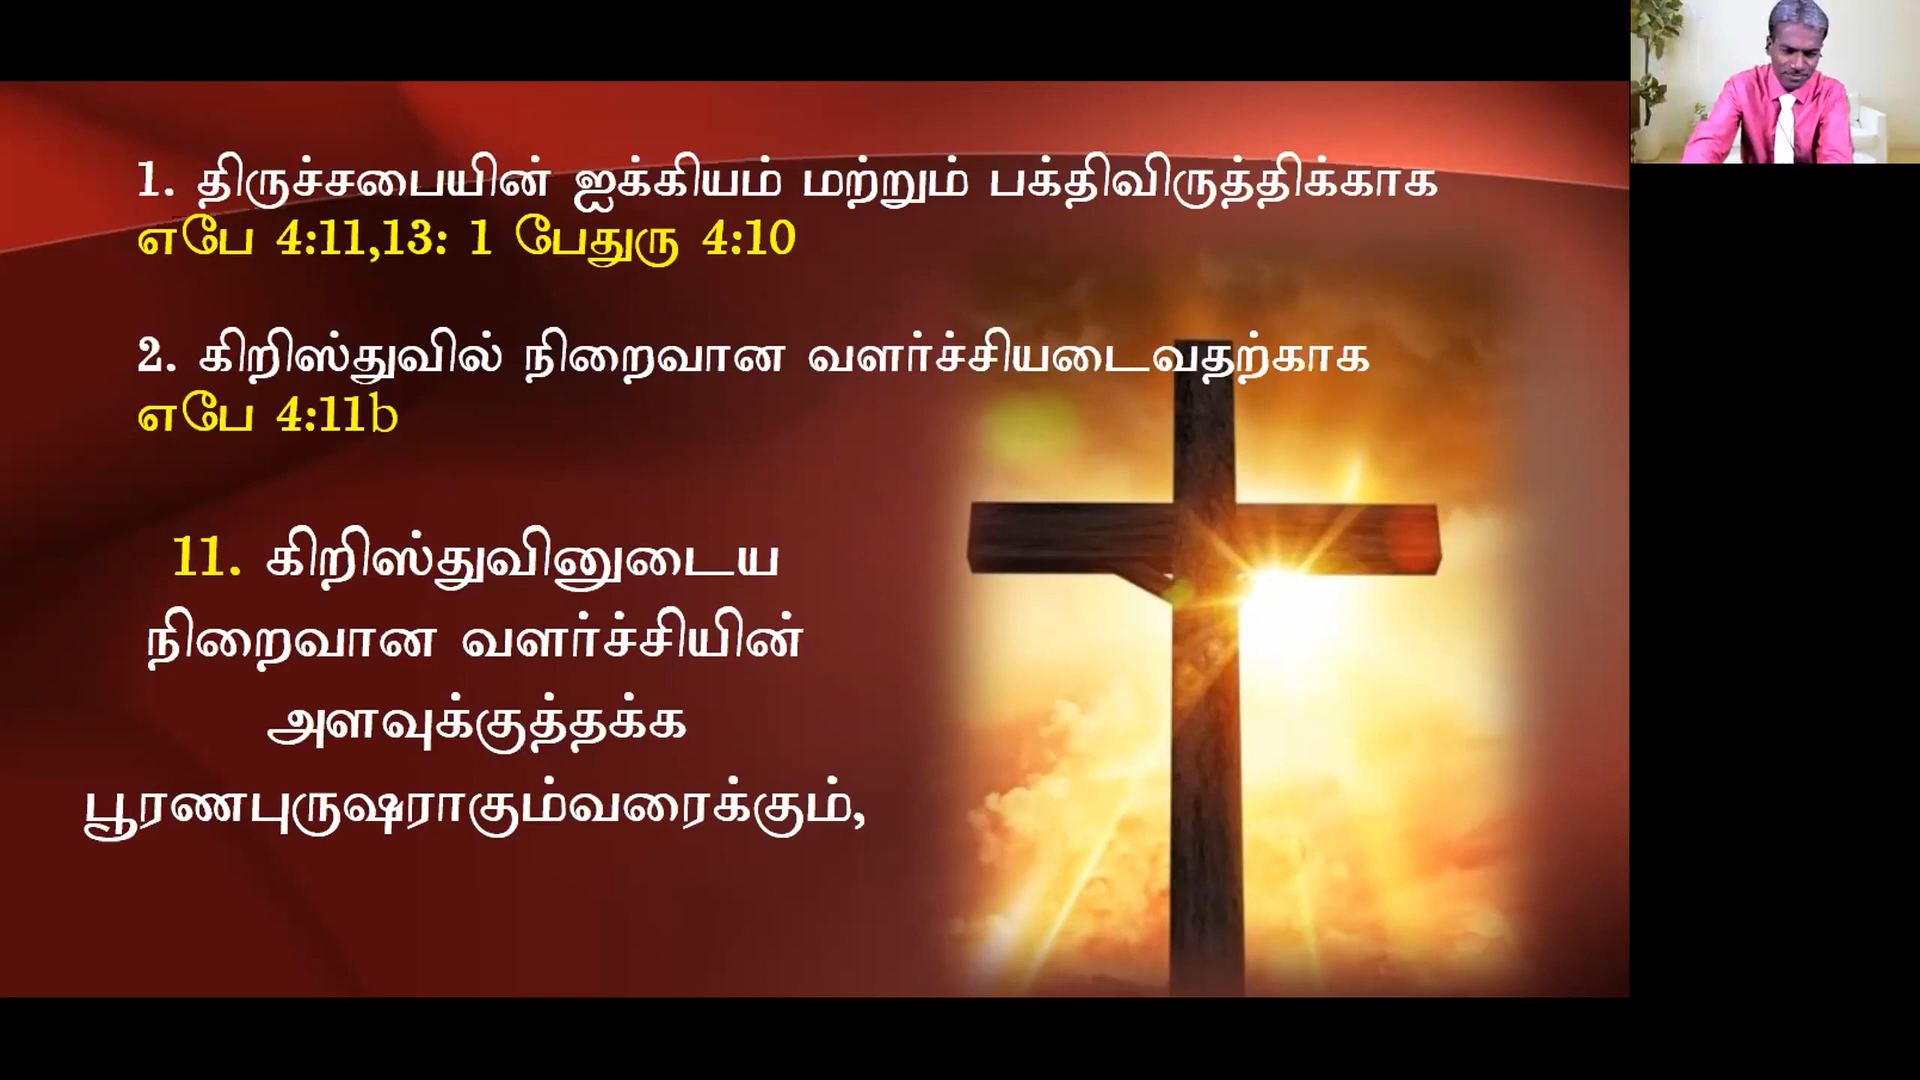 1. திருச்சபையின் ஐக்கியம் மற்றும் பக்திவிருத்திக்காக
எபே 4:11,13: 1 பேதுரு 4:10
2. கிறிஸ்துவில் நிறைவான வளர்ச்சியடைவதற்காக
எபே 4:11b
11. கிறிஸ்துவினுடைய
நிறைவான வளர்ச்சியின்
அளவுக்குத்தக்க
பூரணபுருஷராகும்வரைக்கும்,